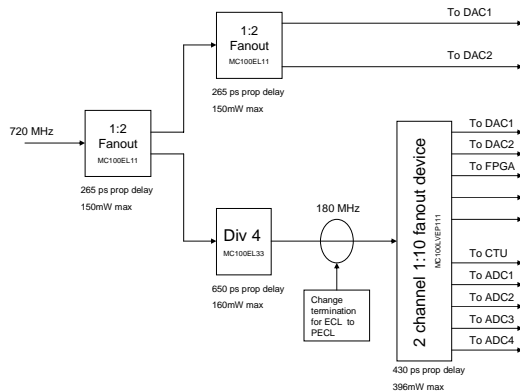 To DAC1
1:2
Fanout
MC100EL11
To DAC2
265 ps prop delay
150mW max
720 MHz
1:2
Fanout
MC100EL11
265 ps prop delay
150mW max
To DAC1
To DAC2
To FPGA
2 channel 1:10 fanout device
MC100LVEP111
180 MHz
Div 4
MC100EL33
650 ps prop delay
160mW max
Change
termination
for ECL to
PECL
To CTU
To ADC1
To ADC2
To ADC3
To ADC4
430 ps prop delay
396mW max